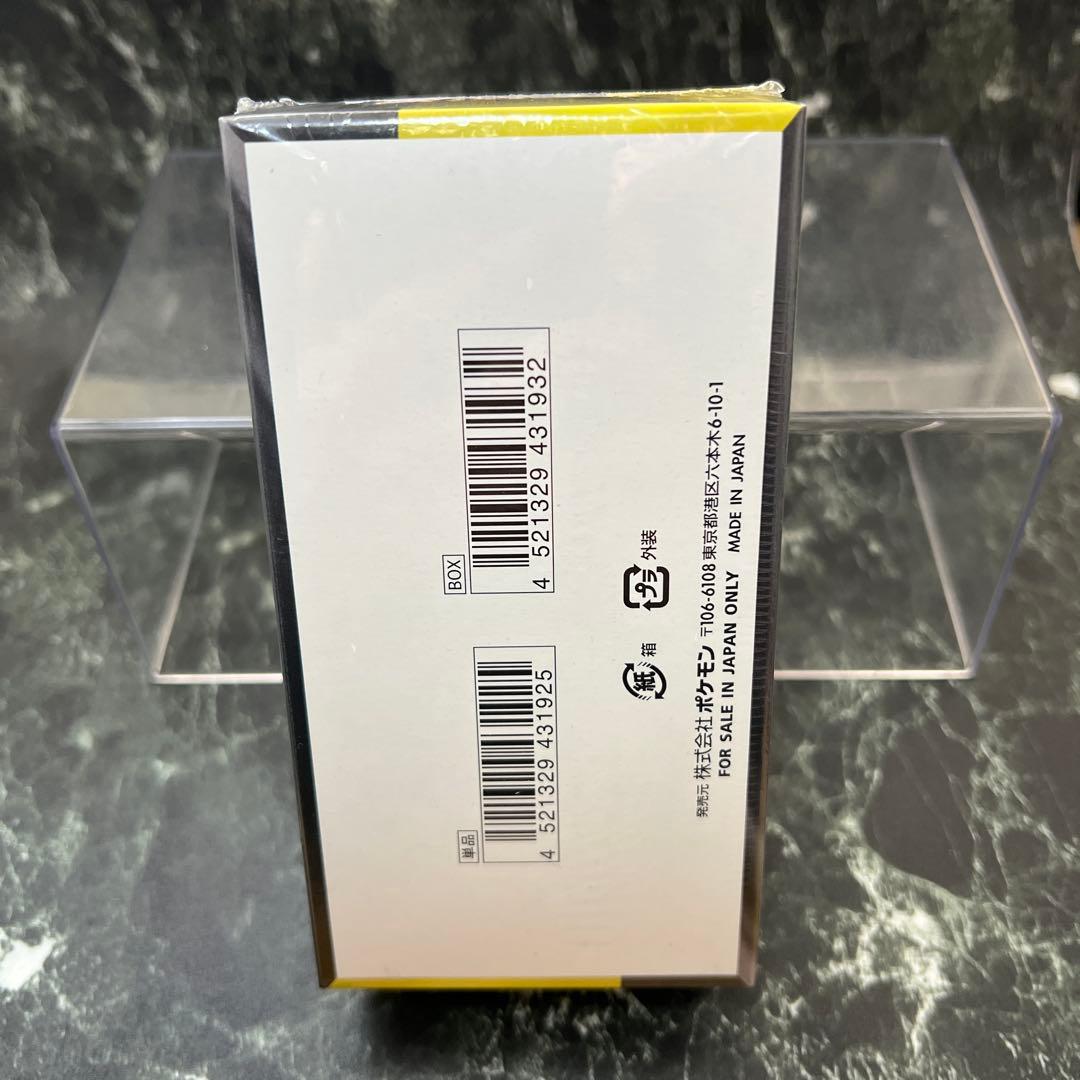 BOX
4 521329 431932
単品
4 521329 431925
紙 箱
プラ 外装
発売元 株式会社 ポケモン 〒106-6108 東京都港区六本木6-10-1
FOR SALE IN JAPAN ONLY MADE IN JAPAN